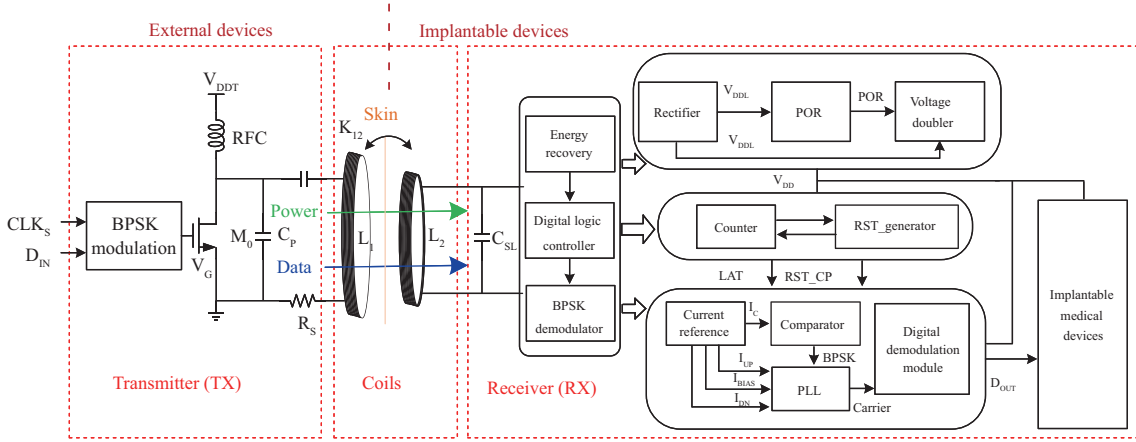 External devices
Implantable devices
V_DDT
RFC
CLK_S
D_IN
BPSK
modulation
V_G
M_0
C_P
R_S
Transmitter (TX)
K_12
Skin
Power
L_1
L_2
Data
Coils
C_SL
Energy
recovery
Digital logic
controller
BPSK
demodulator
Receiver (RX)
Rectifier
V_DDL
POR
POR
Voltage
doubler
V_DDL
V_DD
Counter
RST_generator
LAT
RST_CP
Current
reference
I_C
Comparator
BPSK
I_UP
I_BIAS
I_DN
PLL
Carrier
Digital
demodulation
module
D_OUT
Implantable
medical
devices